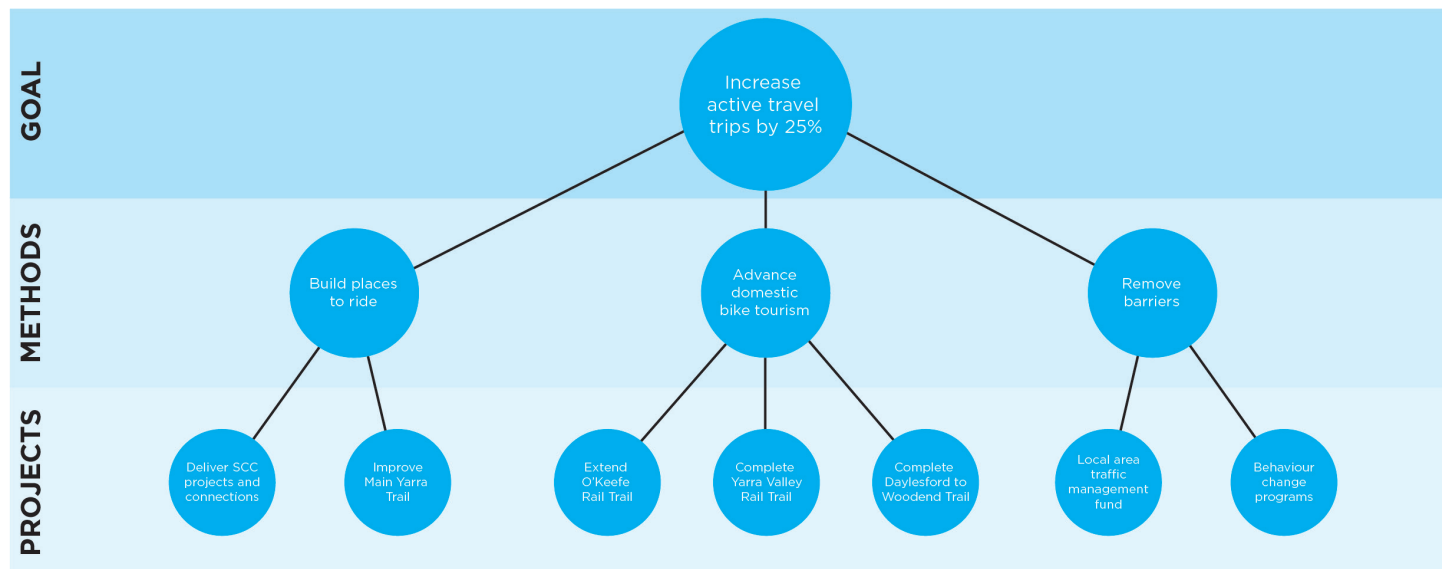 GOAL
Increase
active travel
trips by 25%
METHODS
Build places
to ride
Advance
domestic
bike tourism
Remove
barriers
PROJECTS
Deliver SCC
projects and
connections
Improve
Main Yarra
Trail
Extend
O'Keefe
Rail Trail
Complete
Yarra Valley
Rail Trail
Complete
Daylesford to
Woodend Trail
Local area
traffic
management
fund
Behaviour
change
programs